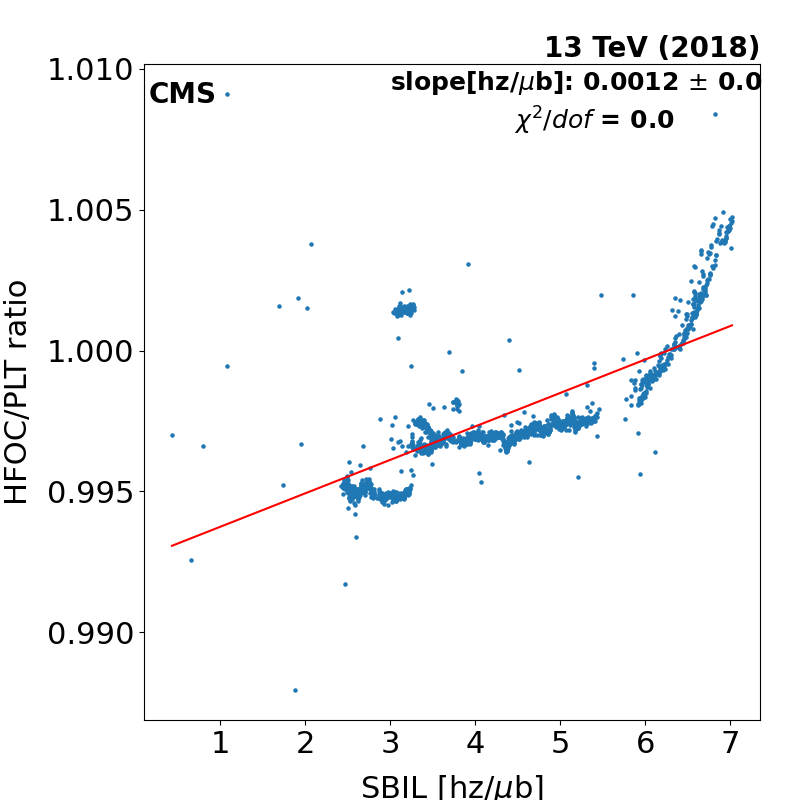 13 TeV (2018)
CMS
slope[hz/μb]: 0.0012 ± 0.0
χ²/dof = 0.0
1.010
1.005
1.000
0.995
0.990
HFOC/PLT ratio
1 2 3 4 5 6 7
SBIL [hz/μb]